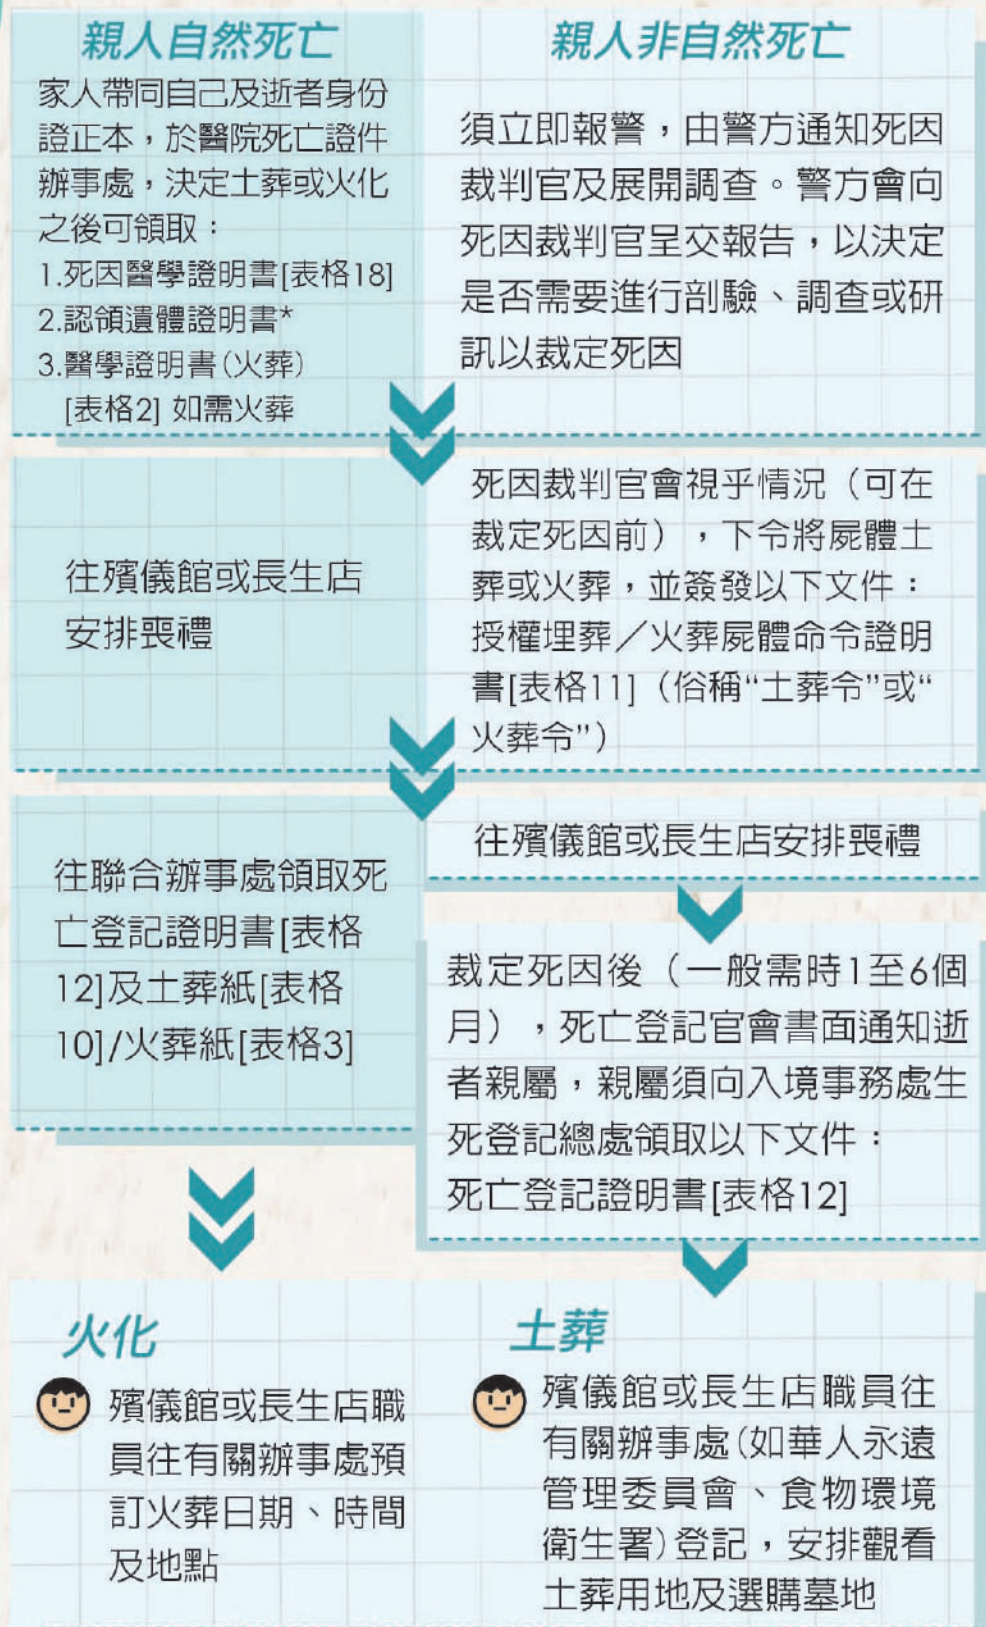 親人自然死亡
家人帶同自己及逝者身份
證正本，於醫院死亡證件
辦事處，決定土葬或火化
之後可領取：
1.死因醫學證明書[表格18]
2.認領遺體證明書*
3.醫學證明書(火葬)
[表格2] 如需火葬
親人非自然死亡
須立即報警，由警方通知死因
裁判官及展開調查。警方會向
死因裁判官呈交報告，以決定
是否需要進行剖驗、調查或研
訊以裁定死因
往殯儀館或長生店
安排喪禮
死因裁判官會視乎情況（可在
裁定死因前），下令將屍體土
葬或火葬，並簽發以下文件：
授權埋葬／火葬屍體命令證明
書[表格11]（俗稱“土葬令”或“
火葬令”）
往聯合辦事處領取死
亡登記證明書[表格
12]及土葬紙[表格
10]/火葬紙[表格3]
往殯儀館或長生店安排喪禮
裁定死因後（一般需時1至6個
月），死亡登記官會書面通知逝
者親屬，親屬須向入境事務處生
死登記總處領取以下文件：
死亡登記證明書[表格12]
火化
殯儀館或長生店職
員往有關辦事處預
訂火葬日期、時間
及地點
土葬
殯儀館或長生店職員往
有關辦事處(如華人永遠
管理委員會、食物環境
衛生署)登記，安排觀看
土葬用地及選購墓地